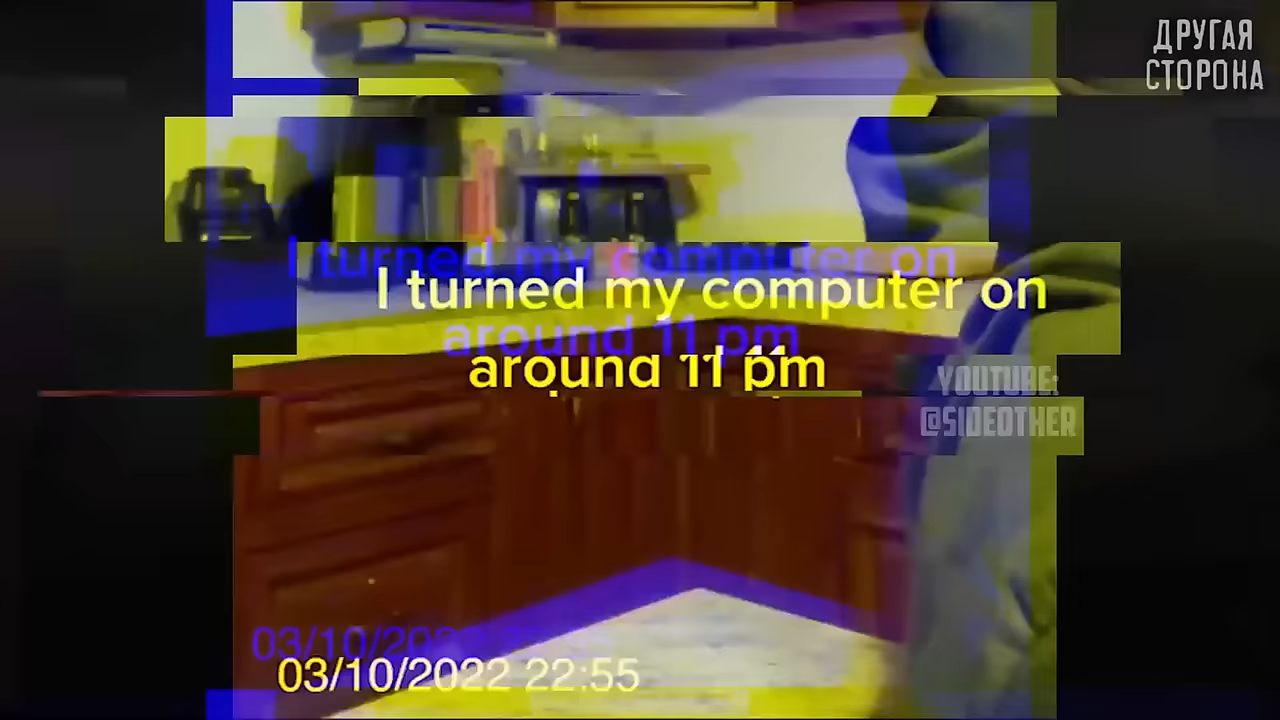 ДРУГАЯ
СТОРОНА
I turned my computer on
around 11 pm
YOUTUBE:
@SIDEOTHER
03/10/2022 22:55